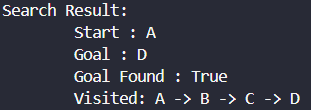 Search Result:
Start : A
Goal : D
Goal Found : True
Visited: A -> B -> C -> D